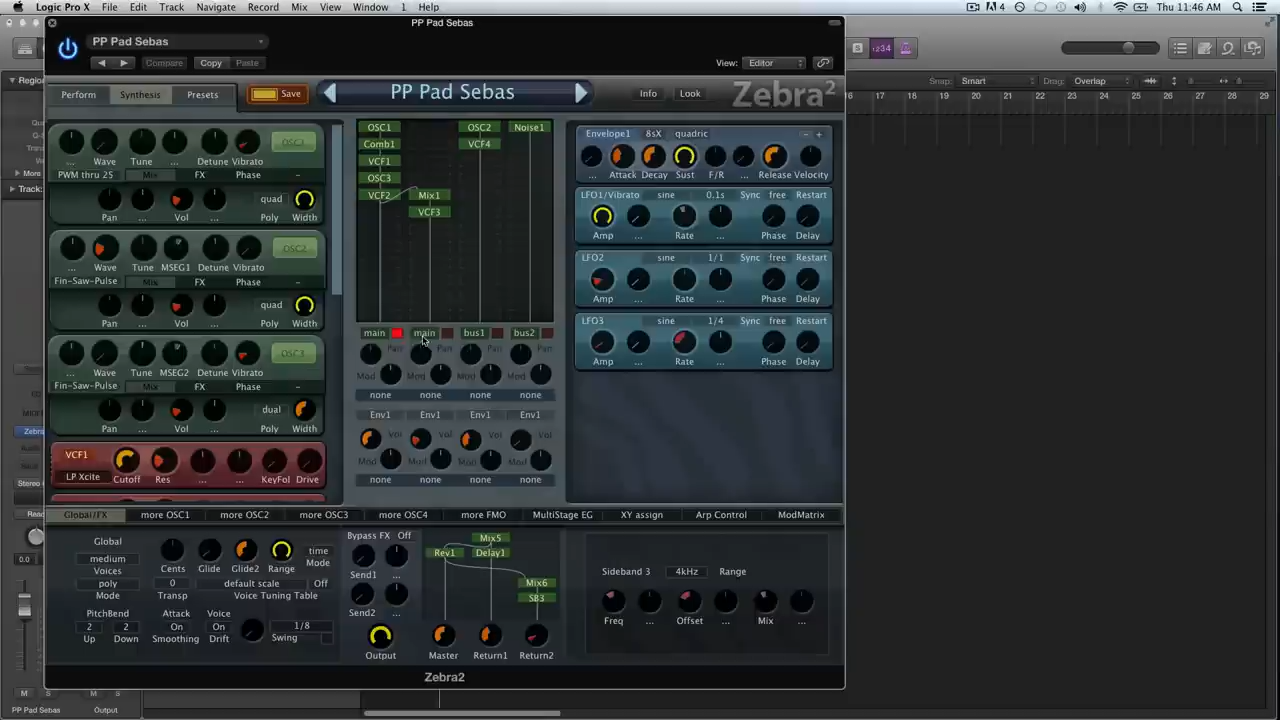 Logic Pro X File Edit Track Navigate Record Mix View Window 1 Help
4 Thu 11:46 AM
PP Pad Sebas
PP Pad Sebas
Compare Copy Paste View: Editor
Perform Synthesis Presets Save PP Pad Sebas Info Look Zebra2
Snap: Smart Drag: Overlap
16 17 18 19 20 21 22 23 24 25 26 27 28 29
Region
Track:
... Wave Tune ... Detune Vibrato OSC1
PWM thru 25 Mix FX Phase –
Pan ... Vol ... quad Poly Width
... Wave Tune MSEG1 Detune Vibrato OSC2
Fin-Saw-Pulse Mix FX Phase –
Pan ... Vol ... quad Poly Width
... Wave Tune MSEG2 Detune Vibrato OSC3
Fin-Saw-Pulse Mix FX Phase –
Pan ... Vol ... dual Poly Width
VCF1
LP Xcite Cutoff Res ... ... KeyFol Drive
OSC1 OSC2 Noise1
Comb1 VCF4
VCF1
OSC3
VCF2 Mix1
VCF3
main main bus1 bus2
Pan Pan Pan Pan
Mod Mod Mod Mod
none none none none
Env1 Env1 Env1 Env1
Vol Vol Vol Vol
Mod Mod Mod Mod
none none none none
Envelope1 8sX quadric – +
... Attack Decay Sust F/R ... Release Velocity
LFO1/Vibrato sine 0.1s Sync free Restart
Amp ... Rate ... Phase Delay
LFO2 sine 1/1 Sync free Restart
Amp ... Rate ... Phase Delay
LFO3 sine 1/4 Sync free Restart
Amp ... Rate ... Phase Delay
Global/FX more OSC1 more OSC2 more OSC3 more OSC4 more FMO MultiStage EG XY assign Arp Control ModMatrix
Global
medium
Voices
poly
Mode
Cents Glide Glide2 Range time Mode
0 default scale Off
Transp Voice Tuning Table
PitchBend Attack Voice
2 2 On On 1/8
Up Down Smoothing Drift Swing
Bypass FX Off
Send1 ...
Send2 ...
Mix5
Rev1 Delay1
Mix6
SB3
Output Master Return1 Return2
Sideband 3 4kHz Range
Freq ... Offset ... Mix ...
Zebra2
Zebra
Stereo
Read
0.0
M S M S
PP Pad Sebas Output